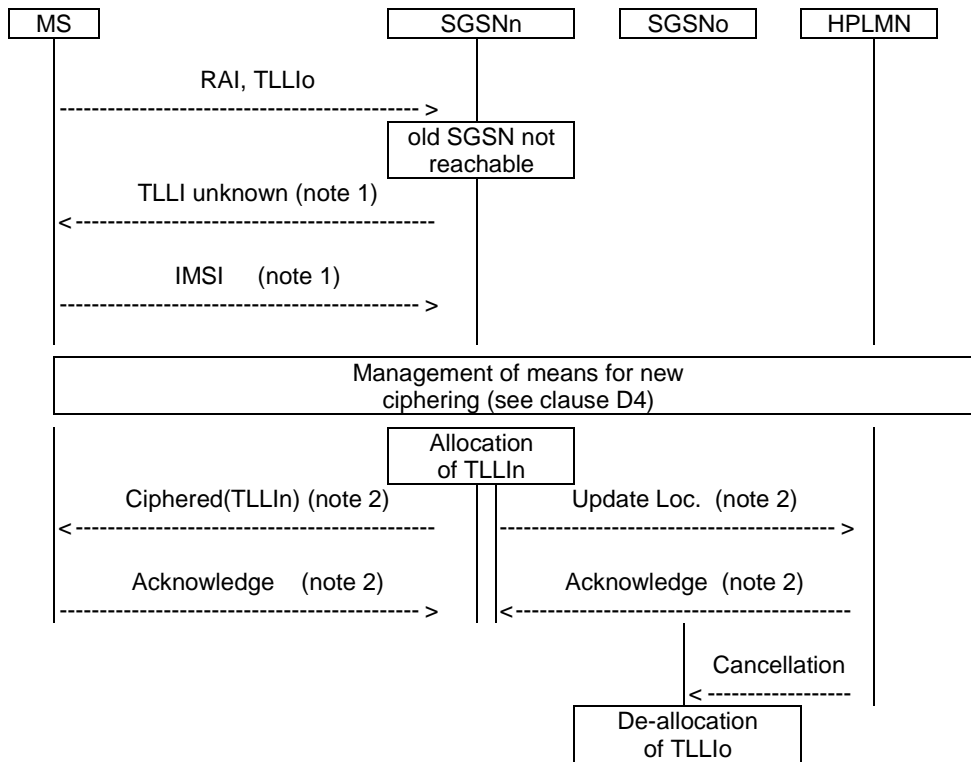 MS SGSNn SGSNo HPLMN
RAI, TLLIo
old SGSN not
reachable
TLLI unknown (note 1)
IMSI (note 1)
Management of means for new
ciphering (see clause D4)
Allocation
of TLLIn
Ciphered(TLLIn) (note 2) Update Loc. (note 2)
Acknowledge (note 2) Acknowledge (note 2)
Cancellation
De-allocation
of TLLIo